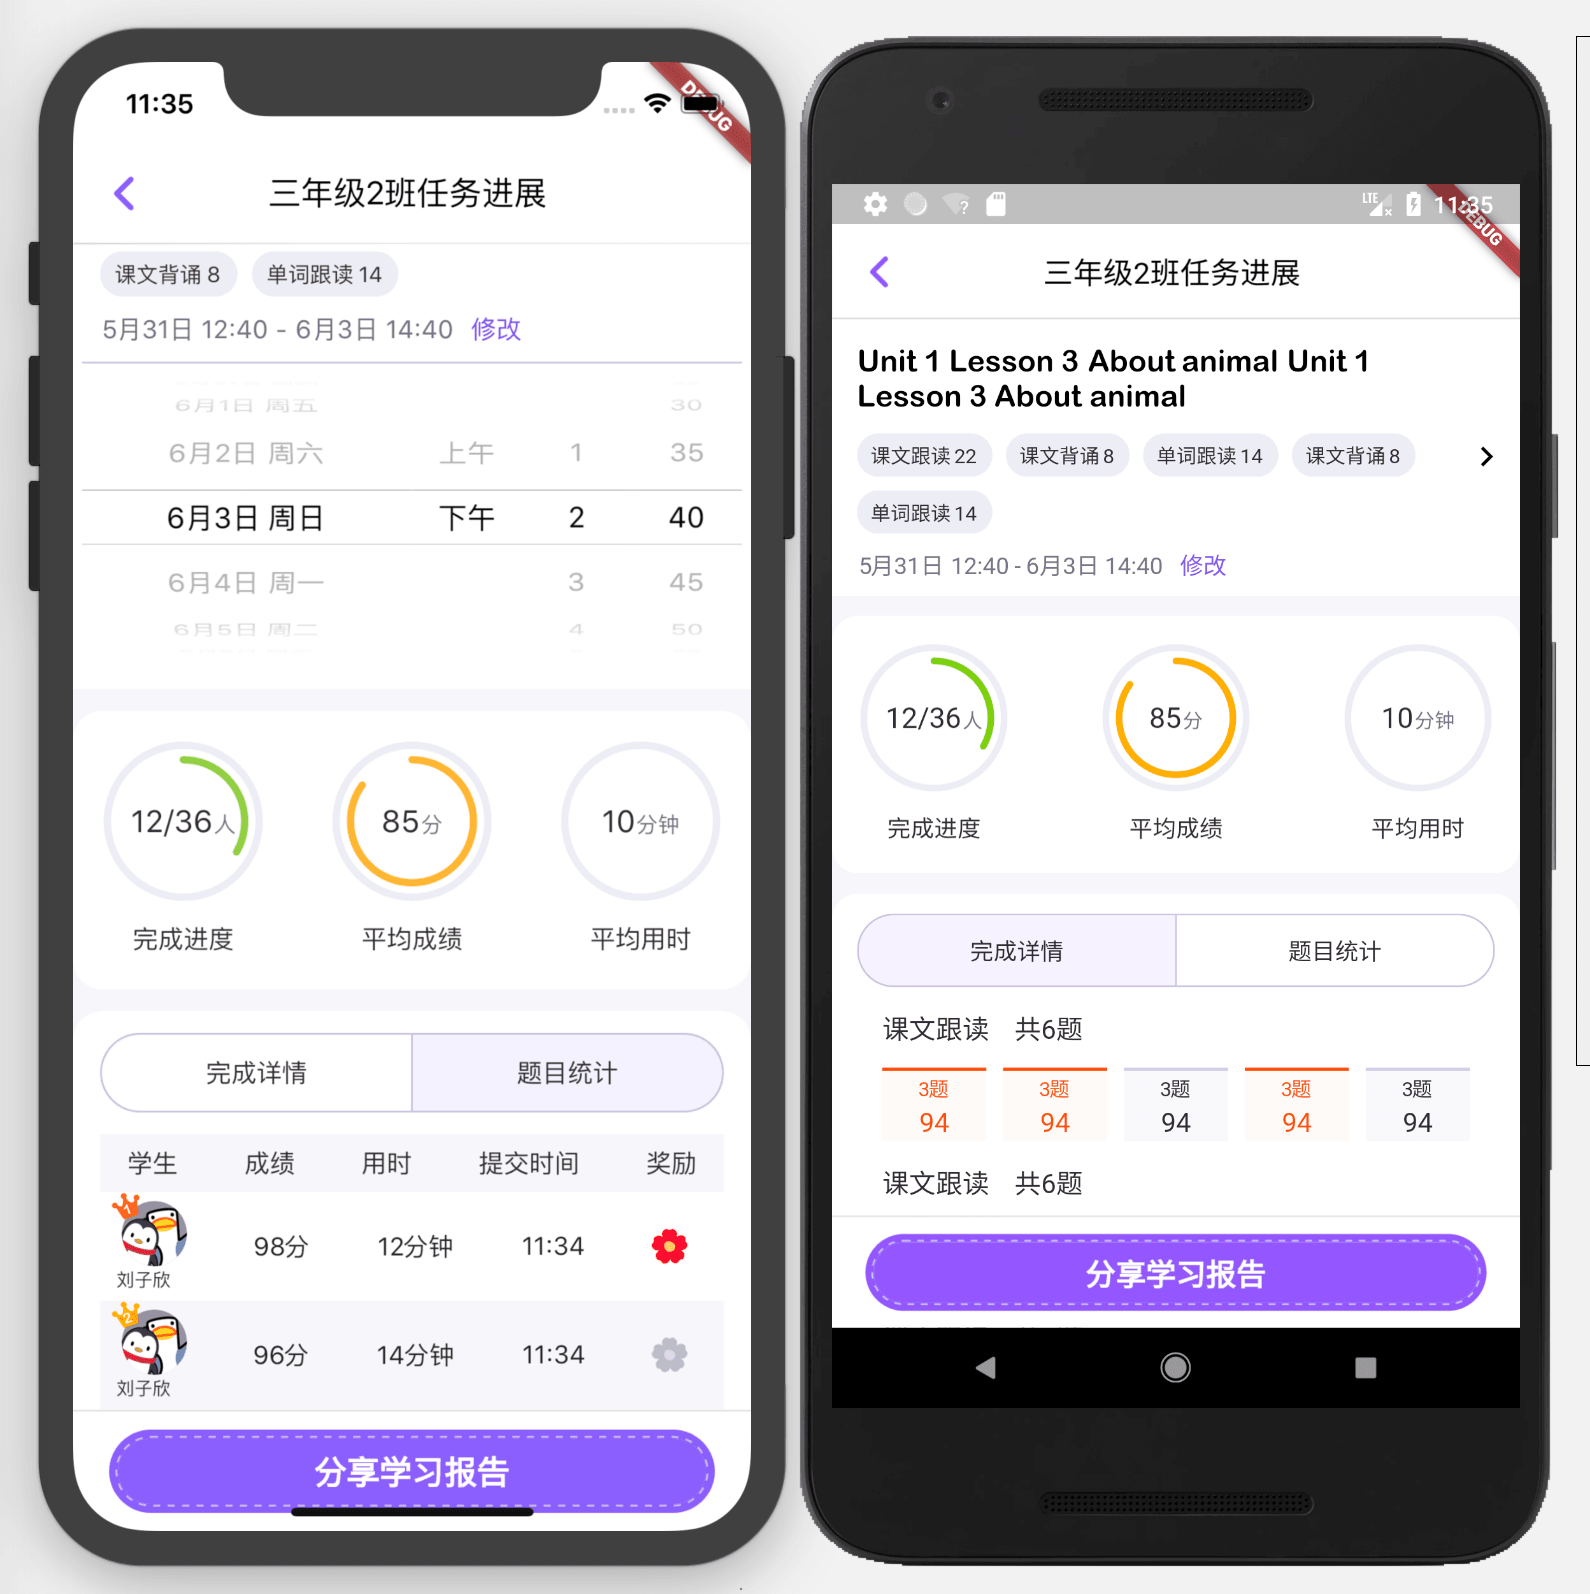 11:35
DEBUG
三年级2班任务进展
课文背诵 8 单词跟读 14
5月31日 12:40 - 6月3日 14:40 修改
6月1日 周五 30
6月2日 周六 上午 1 35
6月3日 周日 下午 2 40
6月4日 周一 3 45
6月5日 周二 4 50
12/36人 85分 10分钟
完成进度 平均成绩 平均用时
完成详情 题目统计
学生 成绩 用时 提交时间 奖励
1
98分 12分钟 11:34
刘子欣
2
96分 14分钟 11:34
刘子欣
分享学习报告
LTE 11:35
DEBUG
三年级2班任务进展
Unit 1 Lesson 3 About animal Unit 1
Lesson 3 About animal
课文跟读 22 课文背诵 8 单词跟读 14 课文背诵 8
单词跟读 14
5月31日 12:40 - 6月3日 14:40 修改
12/36人 85分 10分钟
完成进度 平均成绩 平均用时
完成详情 题目统计
课文跟读 共6题
3题 3题 3题 3题 3题
94 94 94 94 94
课文跟读 共6题
分享学习报告